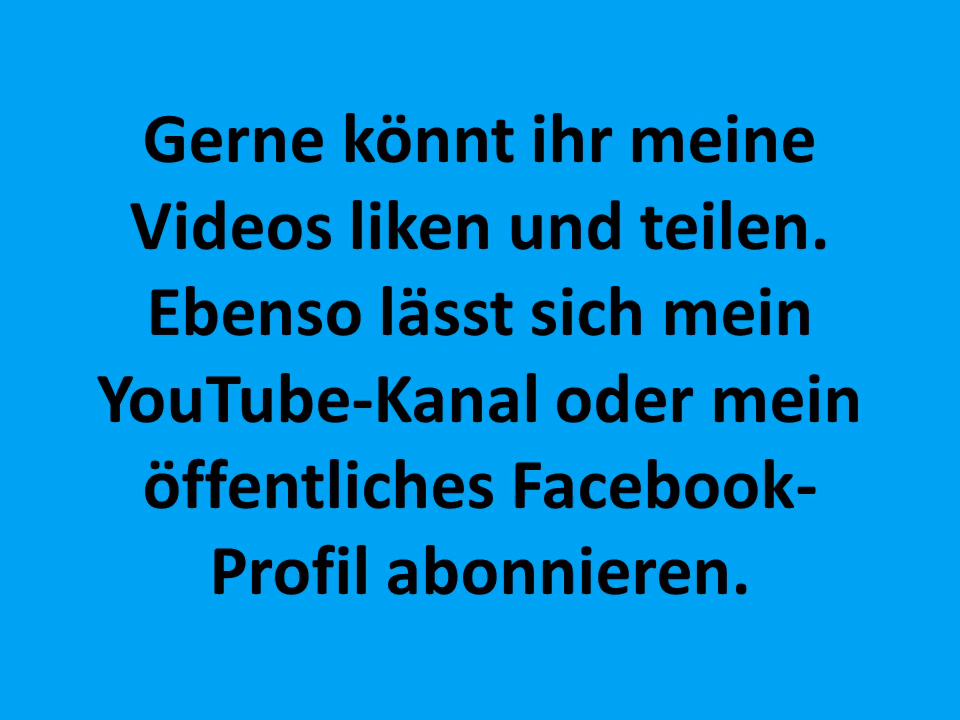 Gerne könnt ihr meine
Videos liken und teilen.
Ebenso lässt sich mein
YouTube-Kanal oder mein
öffentliches Facebook-
Profil abonnieren.